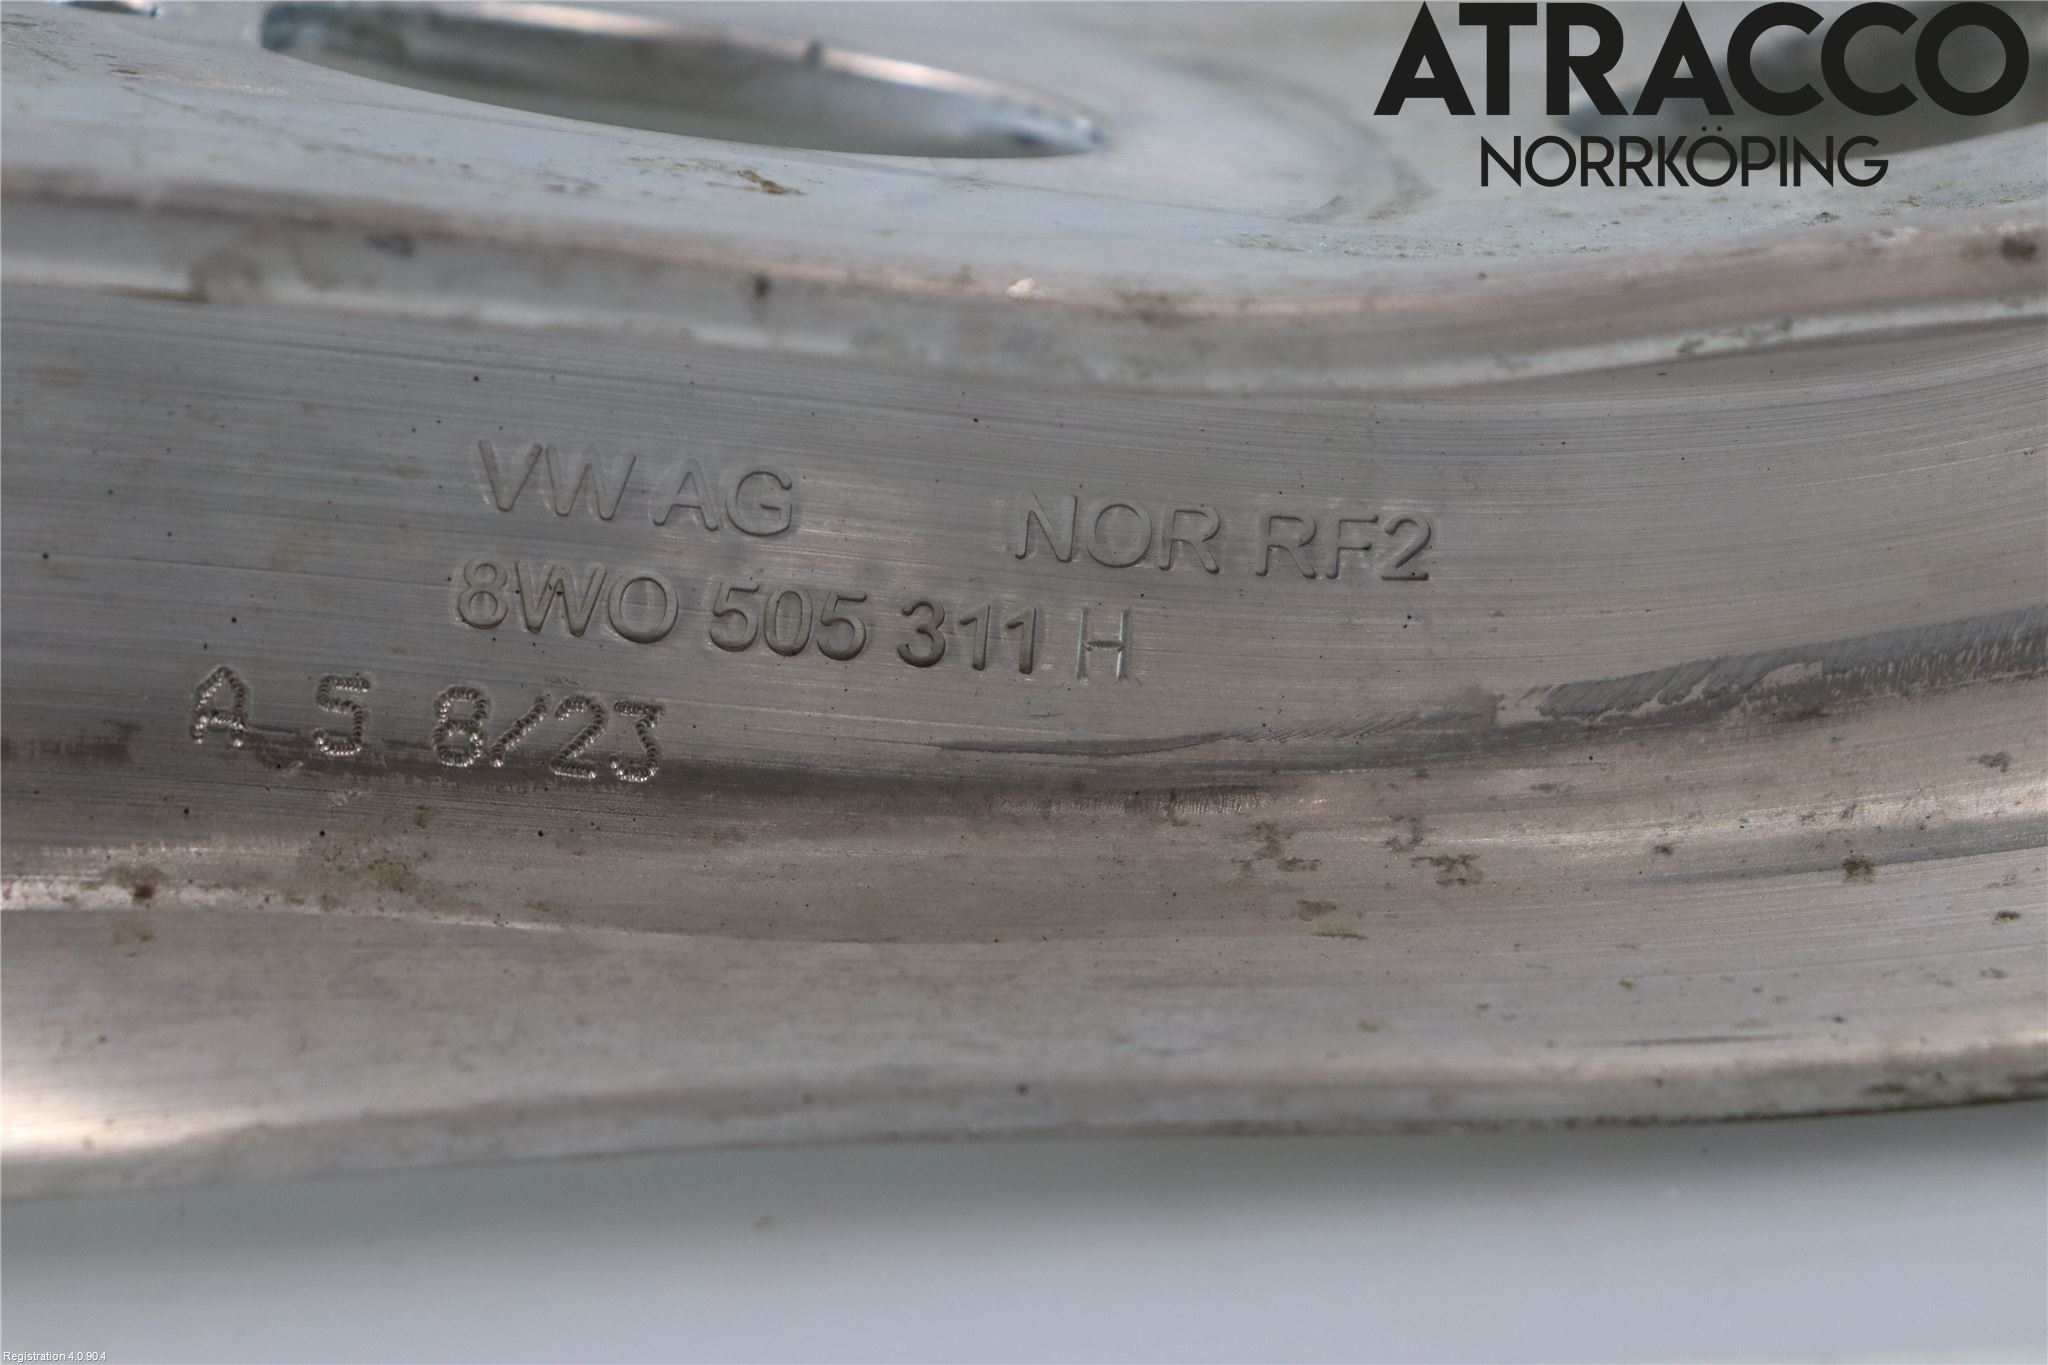 ATRACCO
NORRKÖPING
VW AG NOR RF2
8W0 505 311 H
A 5 8/23
Registration 4.0.90.4